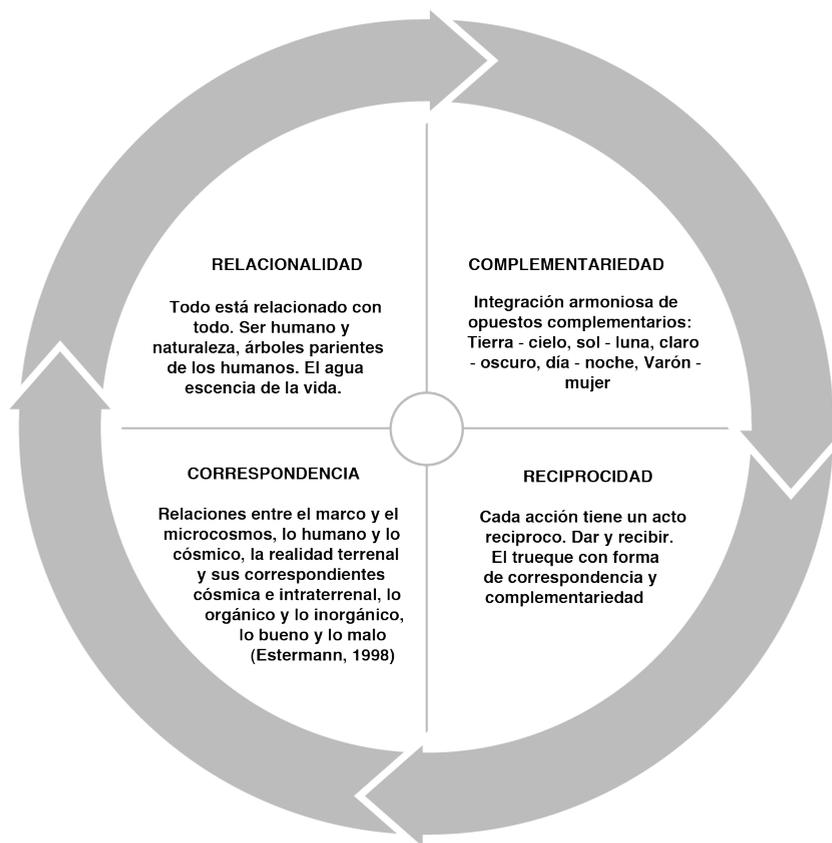 RELACIONALIDAD
Todo está relacionado con
todo. Ser humano y
naturaleza, árboles parientes
de los humanos. El agua
escencia de la vida.
COMPLEMENTARIEDAD
Integración armoniosa de
opuestos complementarios:
Tierra - cielo, sol - luna, claro
- oscuro, día - noche, Varón -
mujer
CORRESPONDENCIA
Relaciones entre el marco y el
microcosmos, lo humano y lo
cósmico, la realidad terrenal
y sus correspondientes
cósmica e intraterrenal, lo
orgánico y lo inorgánico,
lo bueno y lo malo
(Estermann, 1998)
RECIPROCIDAD
Cada acción tiene un acto
reciproco. Dar y recibir.
El trueque con forma
de correspondencia y
complementariedad